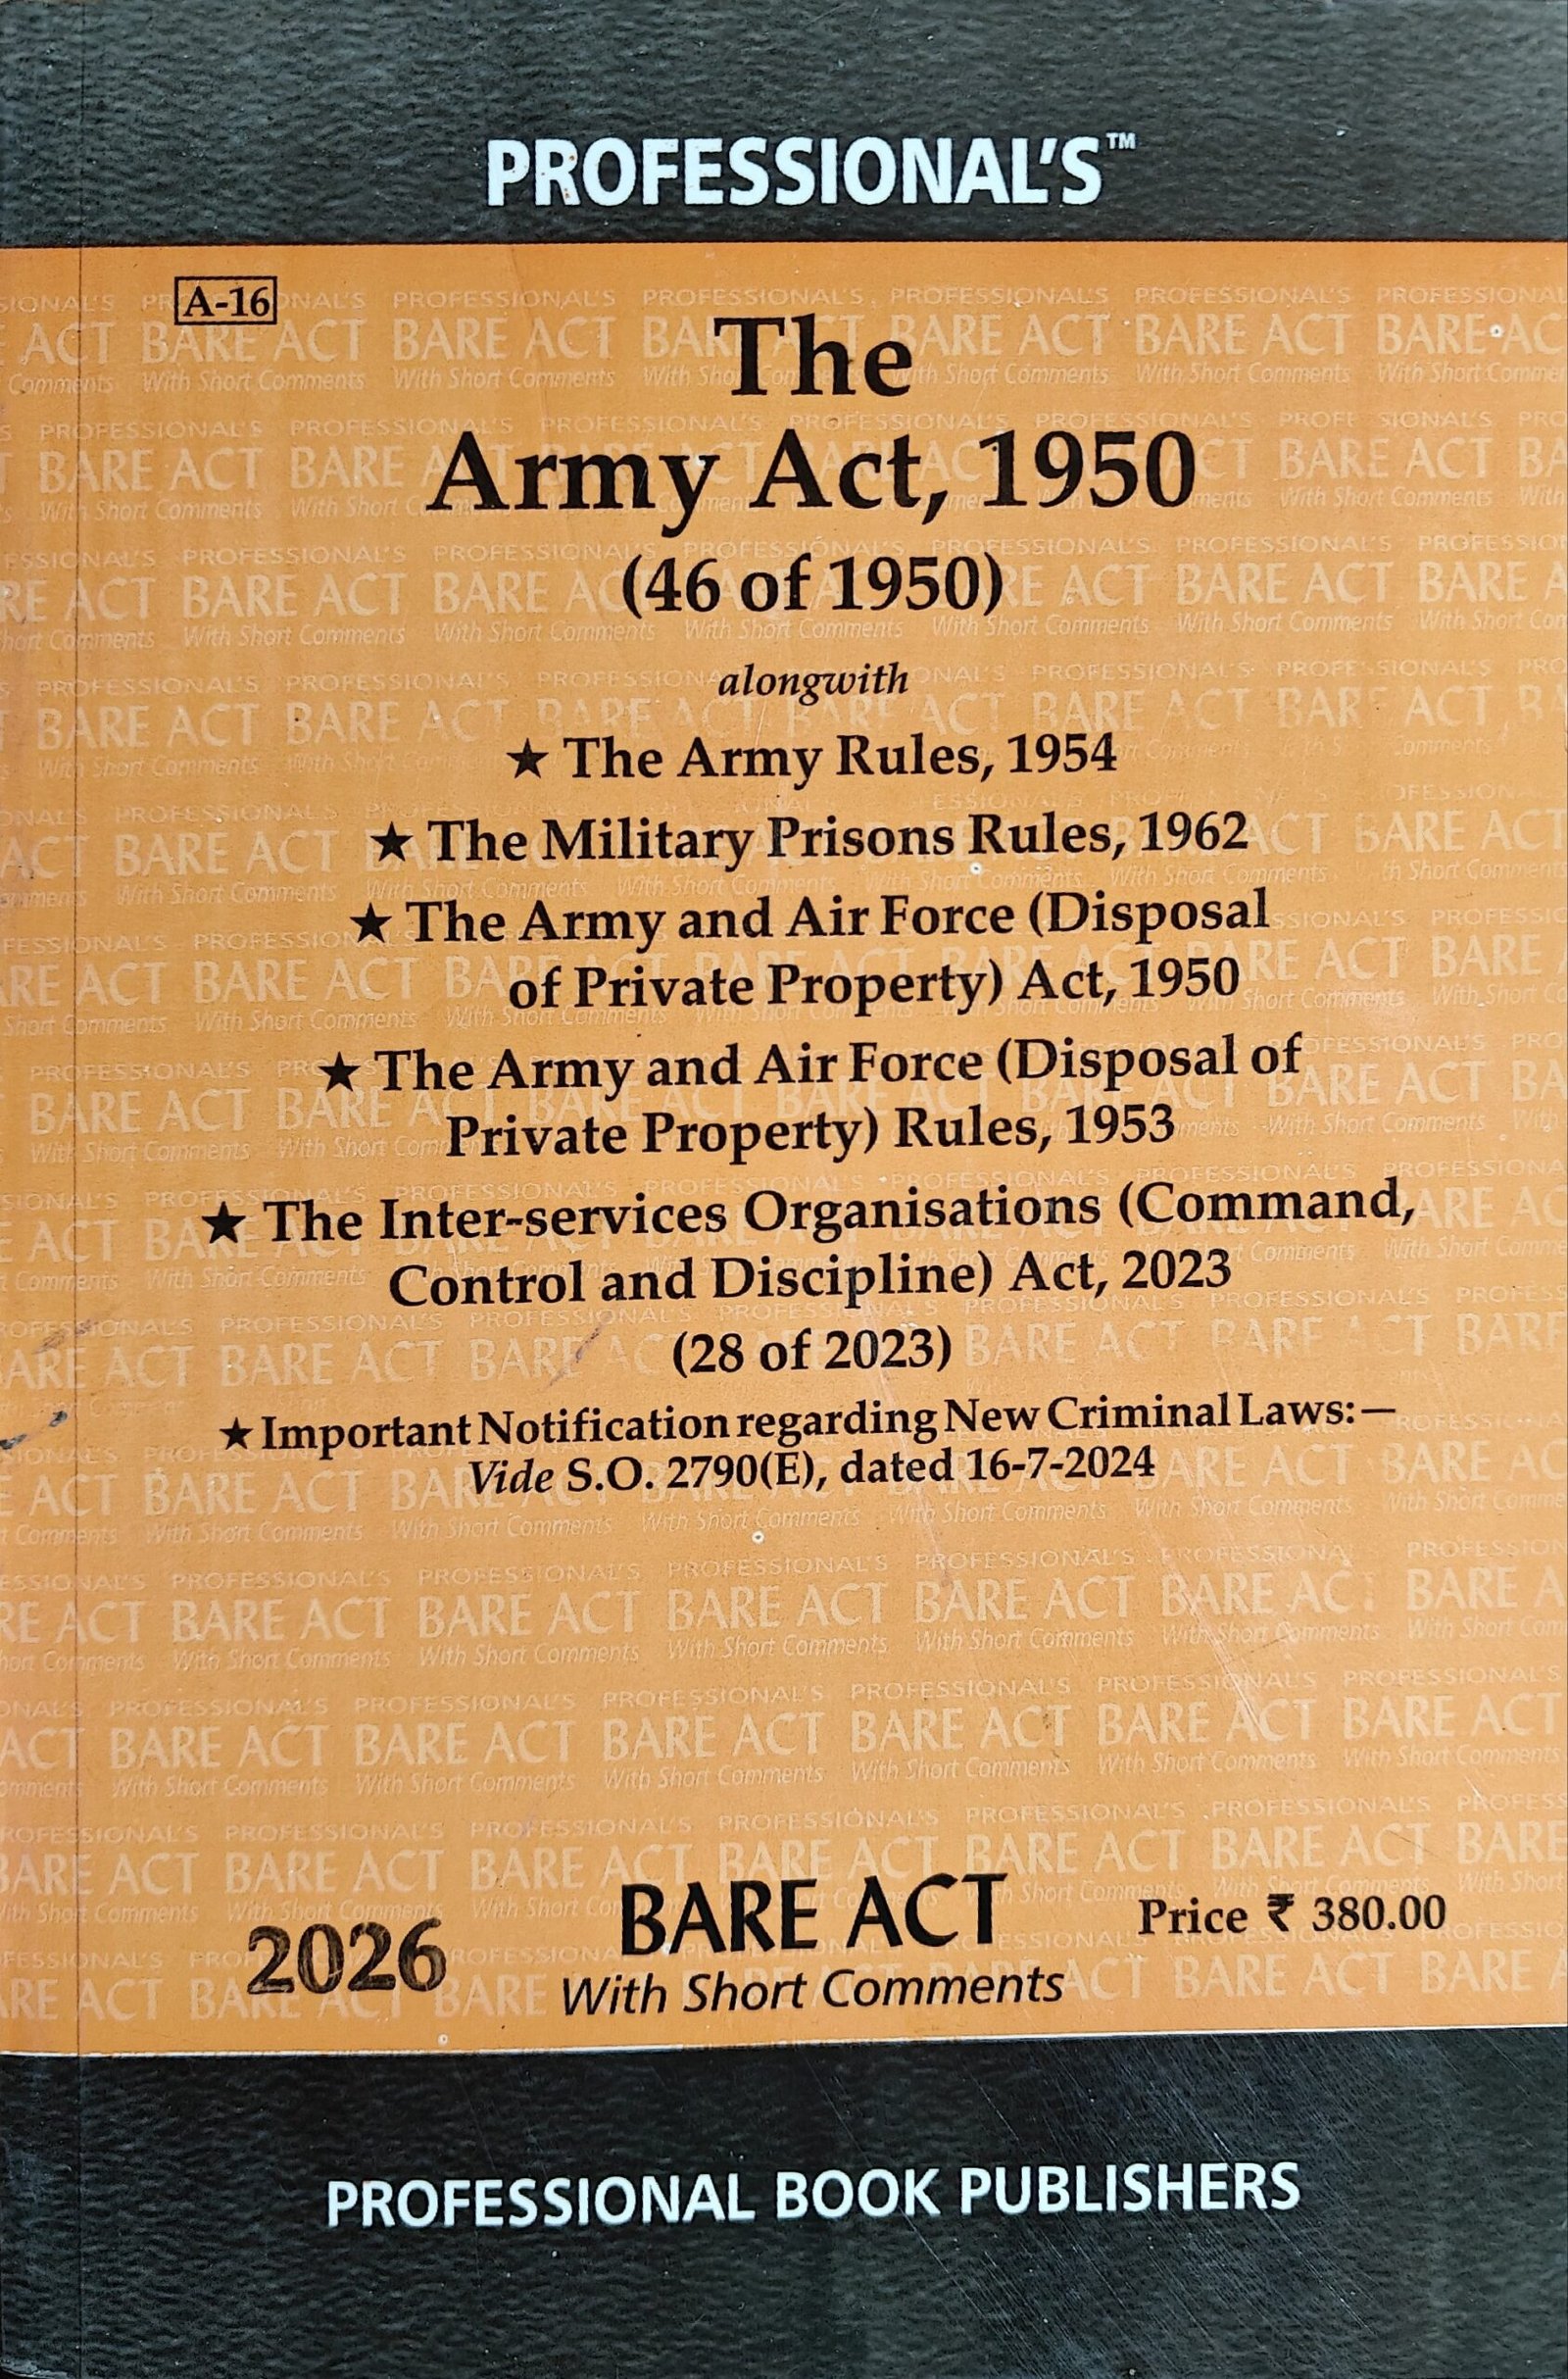 PROFESSIONAL'S™
A-16
The
Army Act, 1950
(46 of 1950)
alongwith
★ The Army Rules, 1954
★ The Military Prisons Rules, 1962
★ The Army and Air Force (Disposal
of Private Property) Act, 1950
★ The Army and Air Force (Disposal of
Private Property) Rules, 1953
★ The Inter-services Organisations (Command,
Control and Discipline) Act, 2023
(28 of 2023)
★ Important Notification regarding New Criminal Laws:—
Vide S.O. 2790(E), dated 16-7-2024
2026
BARE ACT
With Short Comments
Price ₹ 380.00
PROFESSIONAL BOOK PUBLISHERS